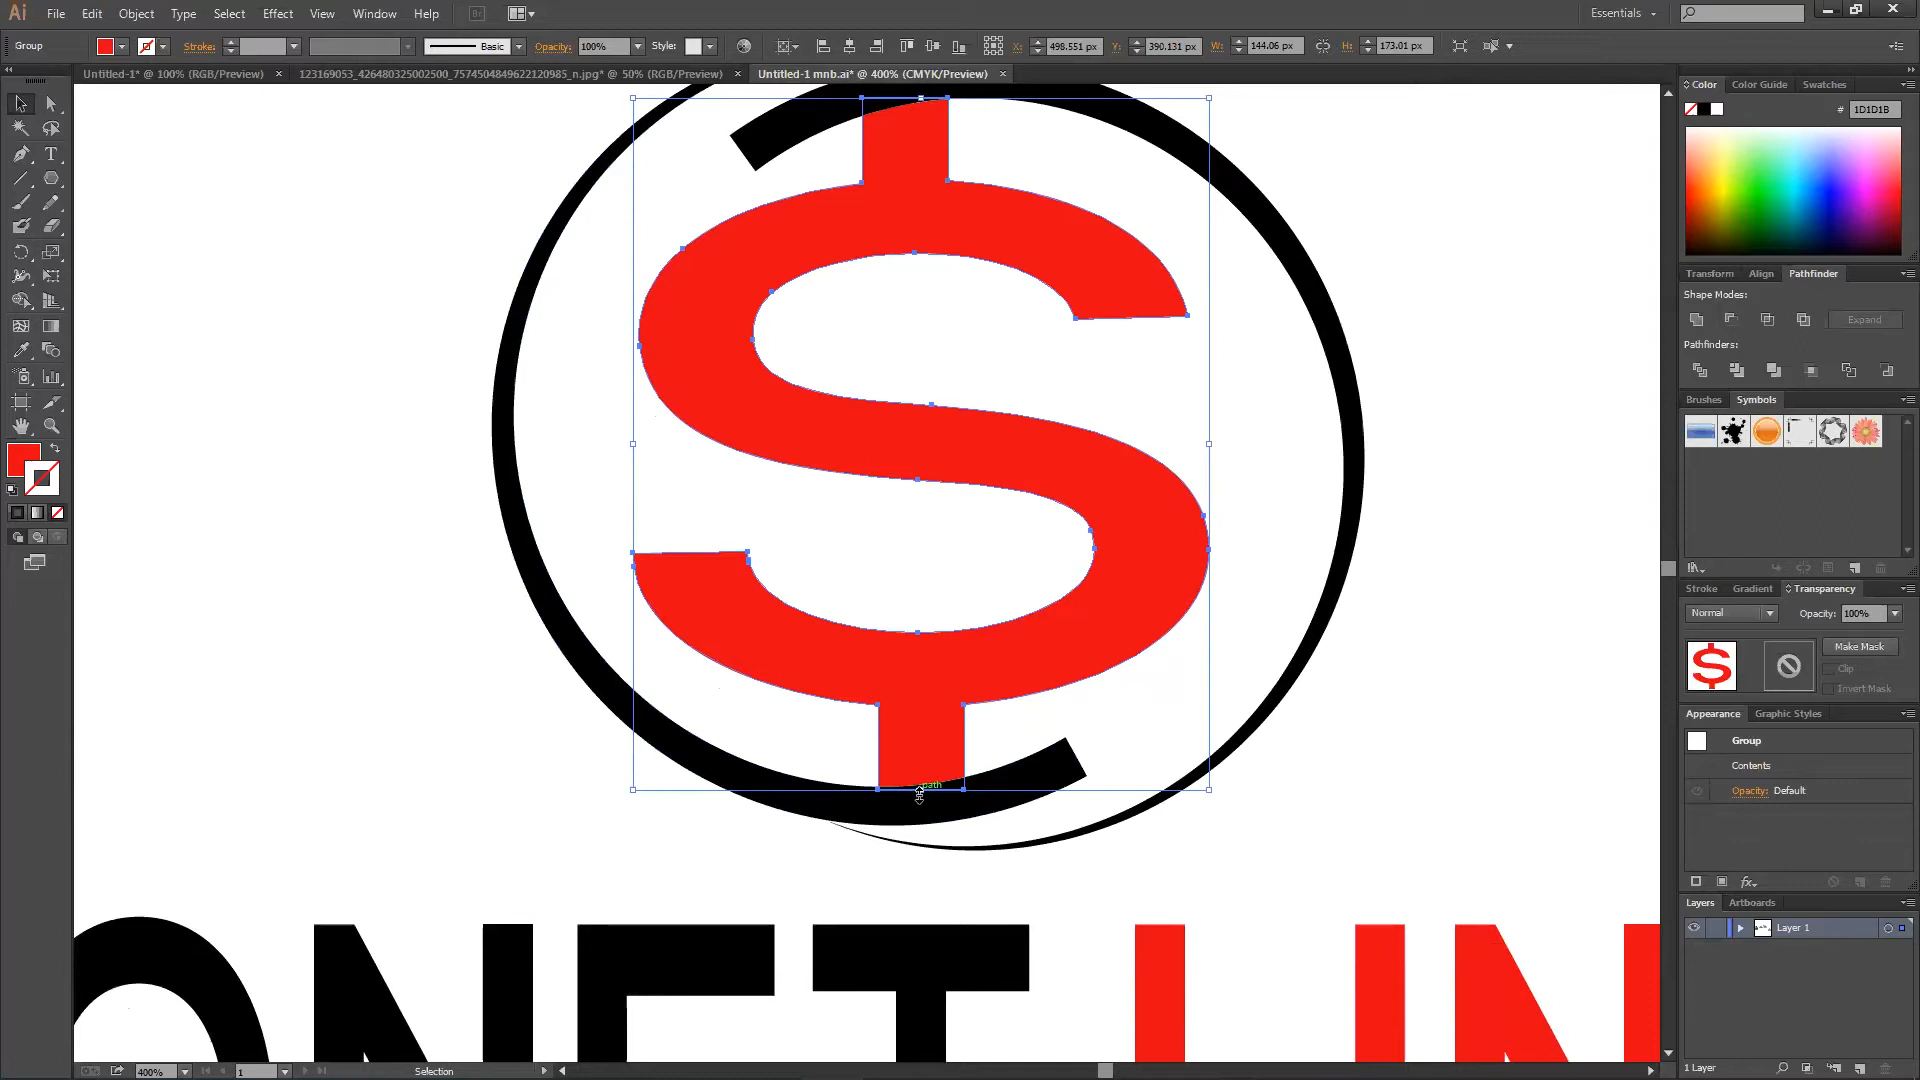 Ai File Edit Object Type Select Effect View Window Help Br Essentials
Group Stroke: Basic Opacity: 100% Style: X: 498.551 px Y: 390.131 px W: 144.06 px H: 173.01 px
Untitled-1* @ 100% (RGB/Preview) × 123169053_426480325002500_7574504849622120985_n.jpg* @ 50% (RGB/Preview) × Untitled-1 mnb.ai* @ 400% (CMYK/Preview) ×
Color Color Guide Swatches
# 1D1D1B
Transform Align Pathfinder
Shape Modes:
Expand
Pathfinders:
Brushes Symbols
Stroke Gradient Transparency
Normal Opacity: 100%
Make Mask
Clip
Invert Mask
$
path
Appearance Graphic Styles
Group
Contents
Opacity: Default
ONET LIN
Layers Artboards
Layer 1
1 Layer
400% 1 Selection